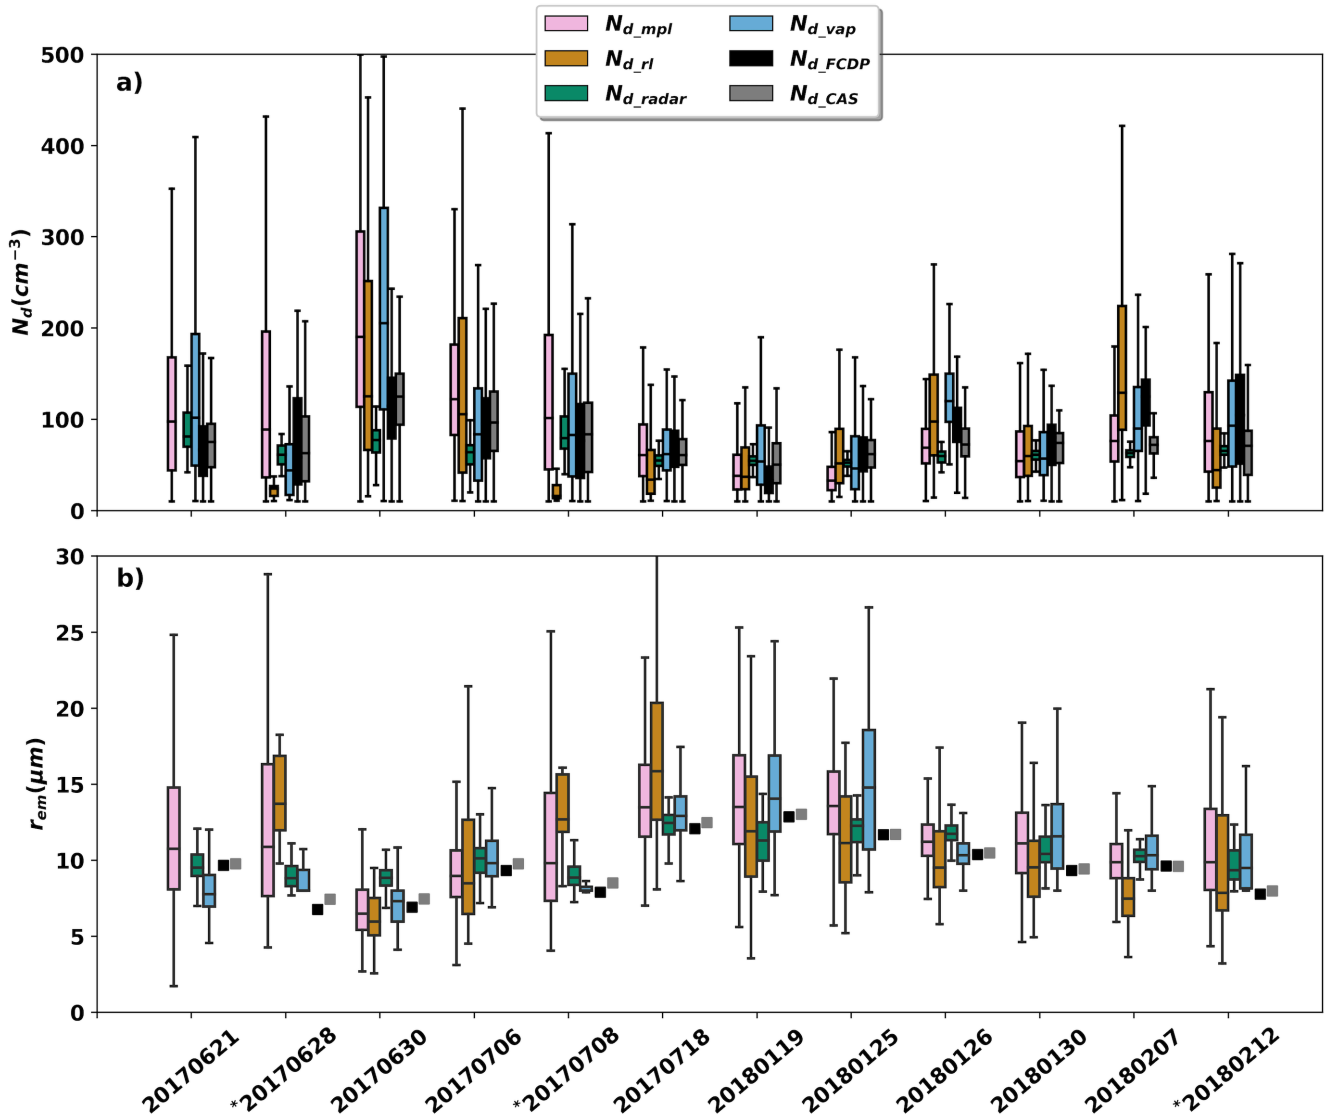 N_d_mpl N_d_vap
N_d_rl N_d_FCDP
N_d_radar N_d_CAS
a)
500
400
300
200
100
0
N_d(cm^−3)
b)
30
25
20
15
10
5
0
r_em(μm)
20170621 *20170628 20170630 20170706 *20170708 20170718 20180119 20180125 20180126 20180130 20180207 *20180212